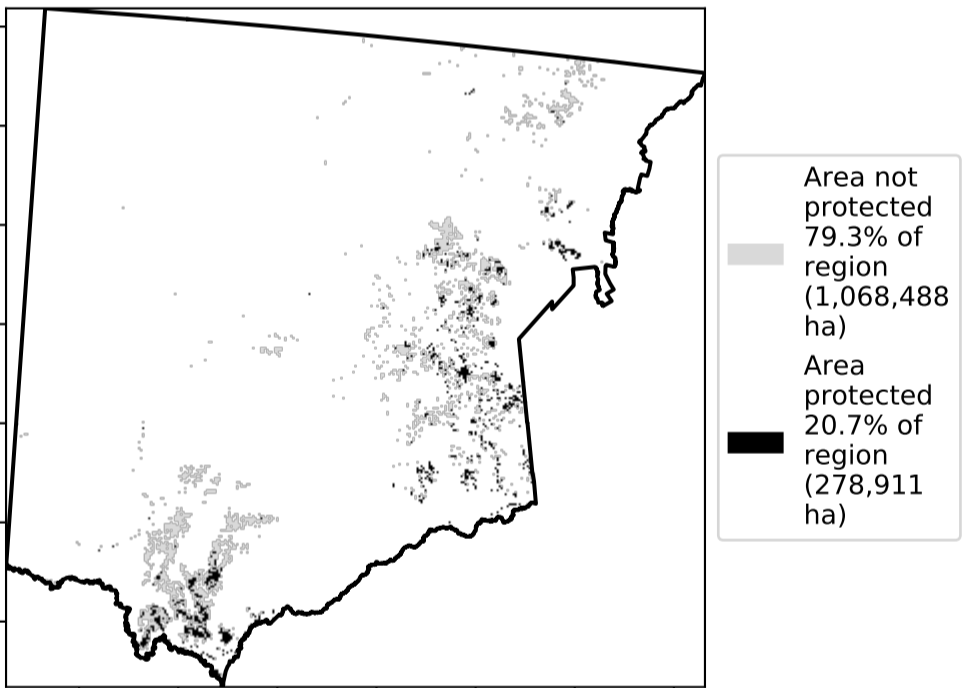 Area not
protected
79.3% of
region
(1,068,488
ha)
Area
protected
20.7% of
region
(278,911
ha)